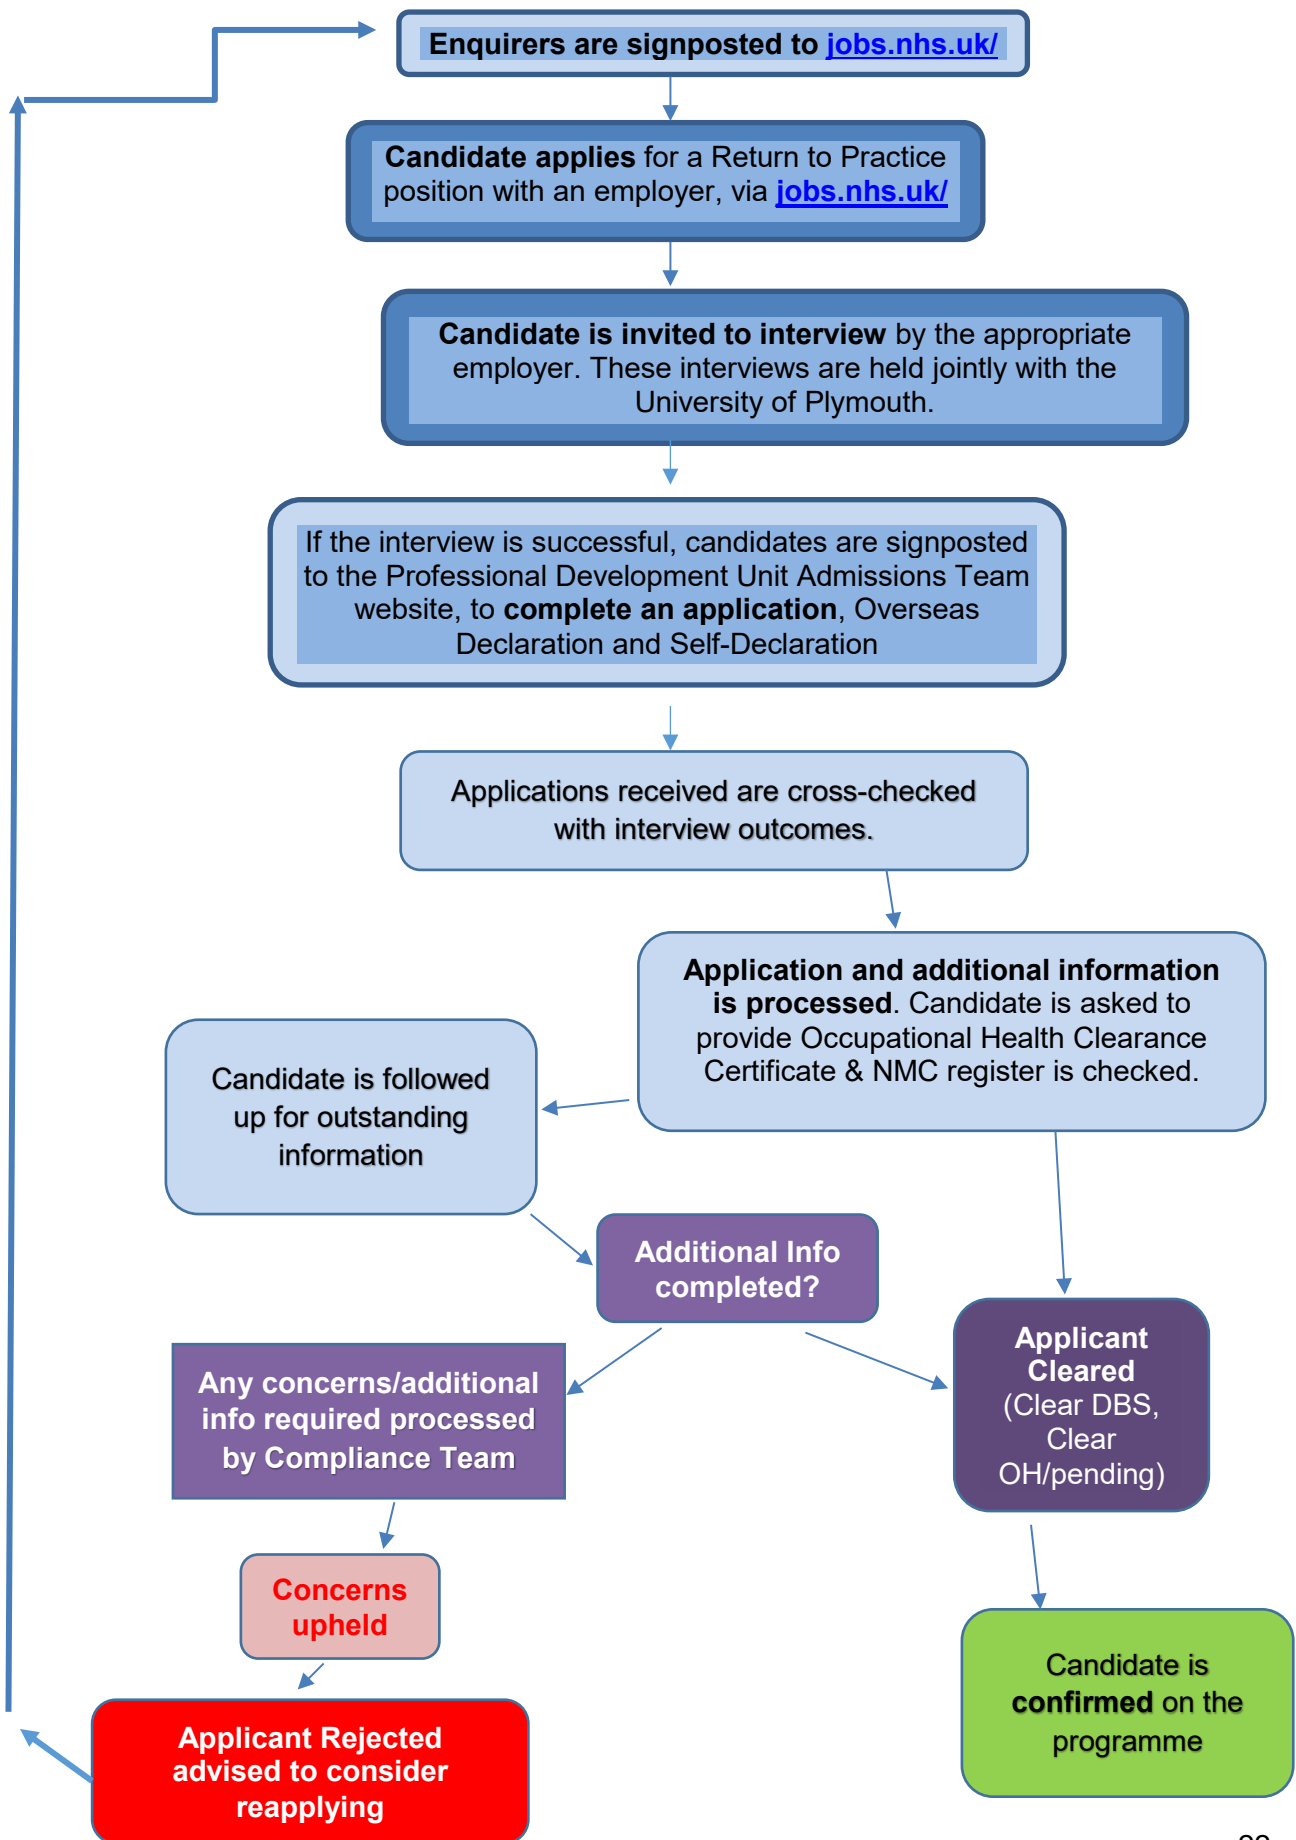 Enquirers are signposted to jobs.nhs.uk/
Candidate applies for a Return to Practice
position with an employer, via jobs.nhs.uk/
Candidate is invited to interview by the appropriate
employer. These interviews are held jointly with the
University of Plymouth.
If the interview is successful, candidates are signposted
to the Professional Development Unit Admissions Team
website, to complete an application, Overseas
Declaration and Self-Declaration
Applications received are cross-checked
with interview outcomes.
Application and additional information
is processed. Candidate is asked to
provide Occupational Health Clearance
Certificate & NMC register is checked.
Candidate is followed
up for outstanding
information
Additional Info
completed?
Any concerns/additional
info required processed
by Compliance Team
Applicant
Cleared
(Clear DBS,
Clear
OH/pending)
Concerns
upheld
Candidate is
confirmed on the
programme
Applicant Rejected
advised to consider
reapplying